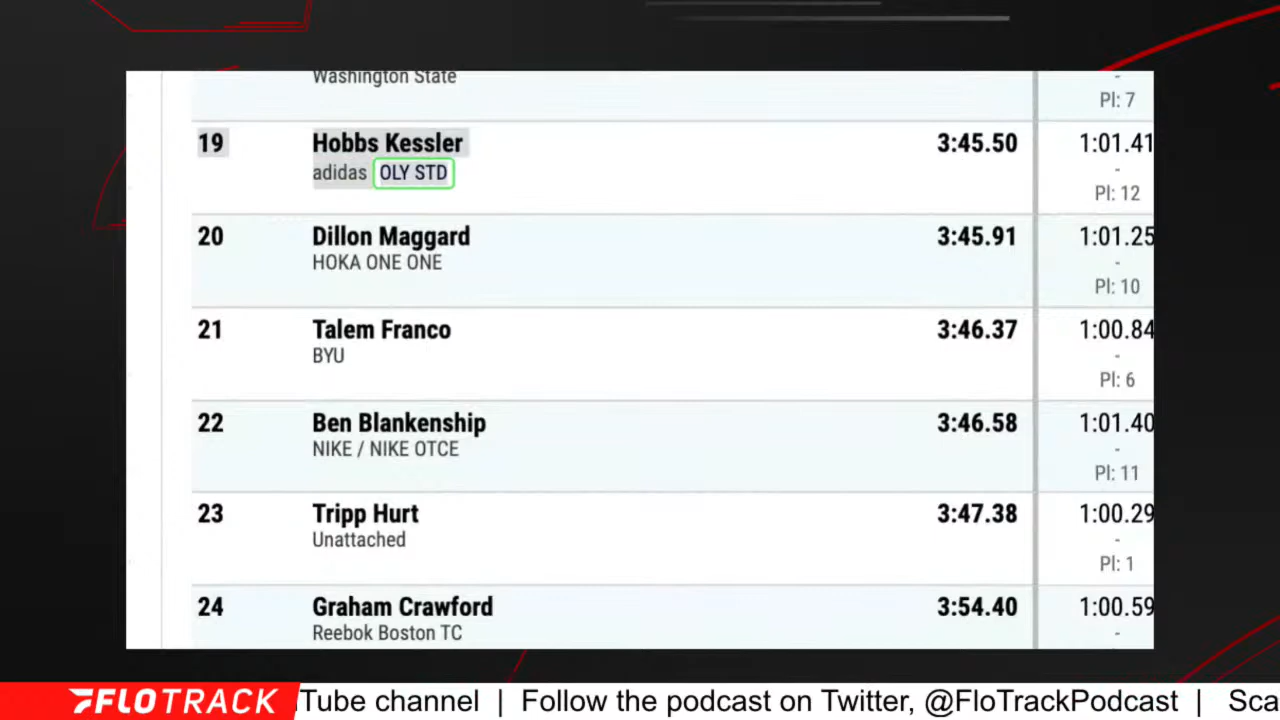 Washington State
-
Pl: 7
19 Hobbs Kessler 3:45.50 1:01.41
adidas OLY STD
-
Pl: 12
20 Dillon Maggard 3:45.91 1:01.25
HOKA ONE ONE
-
Pl: 10
21 Talem Franco 3:46.37 1:00.84
BYU
-
Pl: 6
22 Ben Blankenship 3:46.58 1:01.40
NIKE / NIKE OTCE
-
Pl: 11
23 Tripp Hurt 3:47.38 1:00.29
Unattached
-
Pl: 1
24 Graham Crawford 3:54.40 1:00.59
Reebok Boston TC
-
FLOTRACK Tube channel | Follow the podcast on Twitter, @FloTrackPodcast | Sca